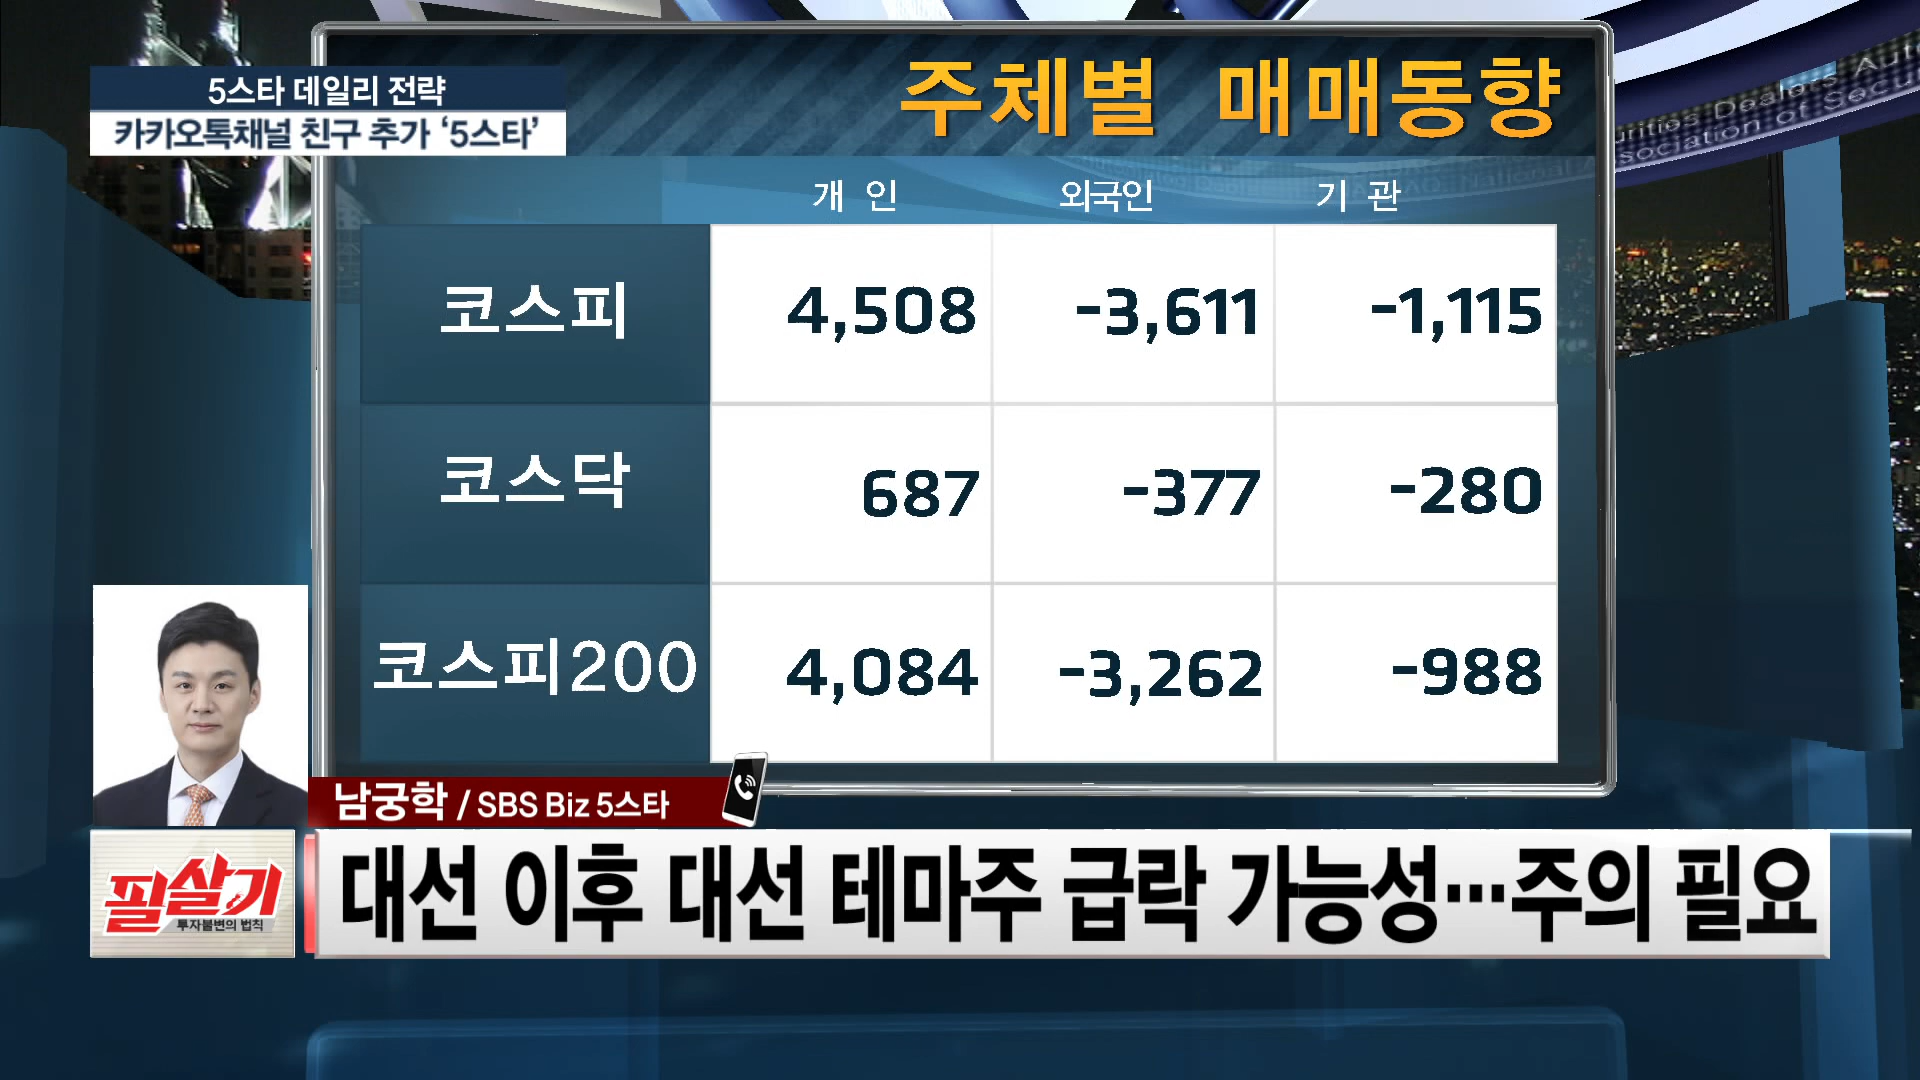 5스타 데일리 전략
카카오톡채널 친구 추가 ‘5스타’
주체별 매매동향
개 인 외국인 기 관
코스피 4,508 -3,611 -1,115
코스닥 687 -377 -280
코스피200 4,084 -3,262 -988
남궁학 / SBS Biz 5스타
필살기
투자불변의 법칙
대선 이후 대선 테마주 급락 가능성…주의 필요